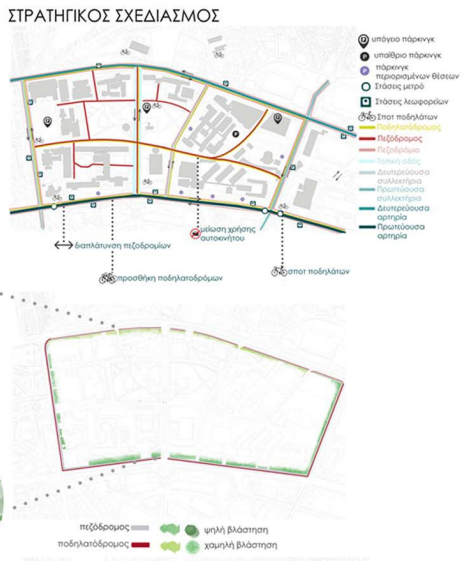 ΣΤΡΑΤΗΓΙΚΟΣ ΣΧΕΔΙΑΣΜΟΣ
υπόγειο πάρκινγκ
P υπαίθριο πάρκινγκ
P πάρκινγκ
περιορισμένων θέσεων
Στάσεις μετρό
Στάσεις λεωφορείων
Σποτ ποδηλάτων
Ποδηλατόδρομος
Πεζόδρομος
Πεζοδρόμιο
Τοπική οδός
Δευτερεύουσα
συλλεκτήρια
Πρωτεύουσα
συλλεκτήρια
Δευτερεύουσα
αρτηρία
Πρωτεύουσα
αρτηρία
P
διαπλάτυνση πεζοδρομίων
μείωση χρήσης
αυτοκινήτου
προσθήκη ποδηλατοδρόμων
σποτ ποδηλάτων
πεζόδρομος
ψηλή βλάστηση
ποδηλατόδρομος
χαμηλή βλάστηση